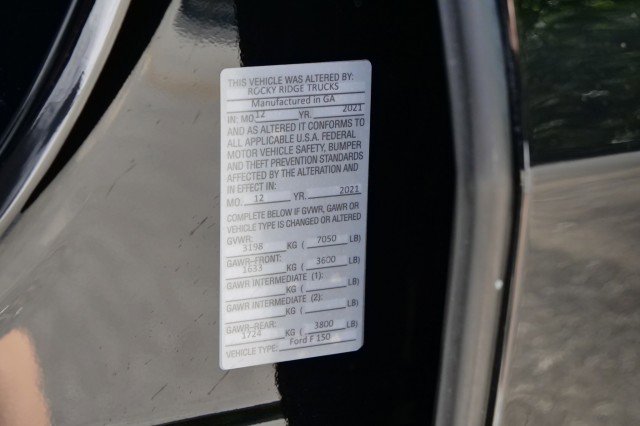 THIS VEHICLE WAS ALTERED BY:
ROCKY RIDGE TRUCKS
Manufactured in GA
IN: MO. 12 YR. 2021
AND AS ALTERED IT CONFORMS TO
ALL APPLICABLE U.S.A. FEDERAL
MOTOR VEHICLE SAFETY, BUMPER
AND THEFT PREVENTION STANDARDS
AFFECTED BY THE ALTERATION AND
IN EFFECT IN:
MO. 12 YR. 2021
COMPLETE BELOW IF GVWR, GAWR OR
VEHICLE TYPE IS CHANGED OR ALTERED
GVWR:
3198 KG ( 7050 LB)
GAWR-FRONT:
1633 KG ( 3600 LB)
GAWR INTERMEDIATE (1):
KG ( LB)
GAWR INTERMEDIATE (2):
KG ( LB)
GAWR-REAR:
1724 KG ( 3800 LB)
VEHICLE TYPE: Ford F 150